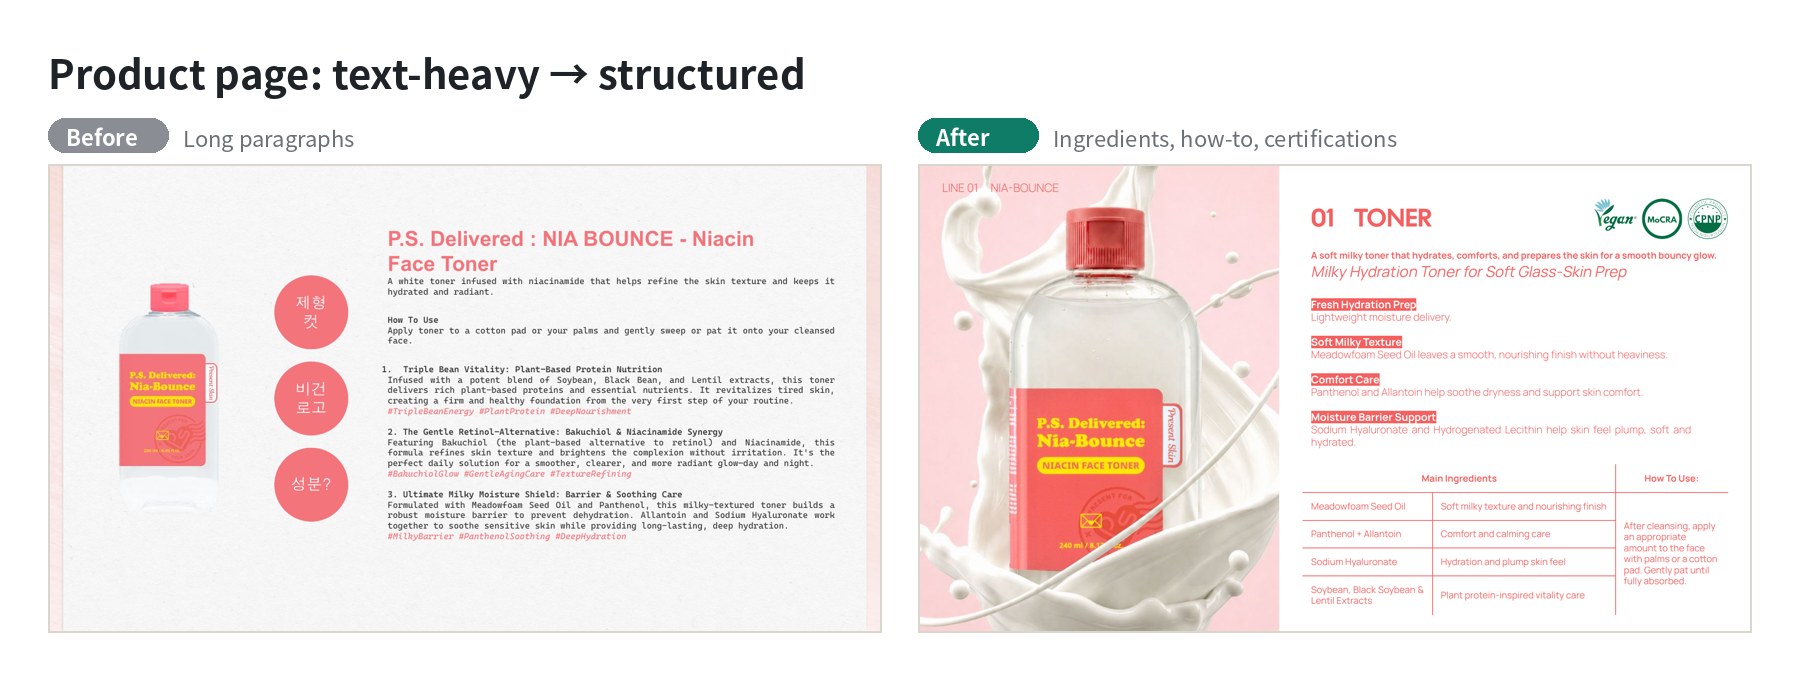 Product page: text-heavy → structured
Before
Long paragraphs
P.S. Delivered : NIA BOUNCE - Niacin
Face Toner
A white toner infused with niacinamide that helps refine the skin texture and keeps it
hydrated and radiant.
How To Use
Apply toner to a cotton pad or your palms and gently sweep or pat it onto your cleansed
face.
1. Triple Bean Vitality: Plant-Based Protein Nutrition
Infused with a potent blend of Soybean, Black Bean, and Lentil extracts, this toner
delivers rich plant-based proteins and essential nutrients. It revitalizes tired skin,
creating a firm and healthy foundation from the very first step of your routine.
#TripleBeanEnergy #PlantProtein #DeepNourishment
2. The Gentle Retinol-Alternative: Bakuchiol & Niacinamide Synergy
Featuring Bakuchiol (the plant-based alternative to retinol) and Niacinamide, this
formula refines skin texture and brightens the complexion without irritation. It's the
perfect daily solution for a smoother, clearer, and more radiant glow—day and night.
#BakuchiolGlow #GentleAgingCare #TextureRefining
3. Ultimate Milky Moisture Shield: Barrier & Soothing Care
Formulated with Meadowfoam Seed Oil and Panthenol, this milky-textured toner builds a
robust moisture barrier to prevent dehydration. Allantoin and Sodium Hyaluronate work
together to soothe sensitive skin while providing long-lasting, deep hydration.
#MilkyBarrier #PanthenolSoothing #DeepHydration
제형
컷
비건
로고
성분?
P.S. Delivered:
Nia-Bounce
NIACIN FACE TONER
Present Skin
After
Ingredients, how-to, certifications
LINE 01 NIA-BOUNCE
P.S. Delivered:
Nia-Bounce
NIACIN FACE TONER
Present Skin
PRESENT FOR
240 ml / 8.
01 TONER
Vegan
MoCRA
CPNP
A soft milky toner that hydrates, comforts, and prepares the skin for a smooth bouncy glow.
Milky Hydration Toner for Soft Glass-Skin Prep
Fresh Hydration Prep
Lightweight moisture delivery.
Soft Milky Texture
Meadowfoam Seed Oil leaves a smooth, nourishing finish without heaviness.
Comfort Care
Panthenol and Allantoin help soothe dryness and support skin comfort.
Moisture Barrier Support
Sodium Hyaluronate and Hydrogenated Lecithin help skin feel plump, soft and
hydrated.
Main Ingredients
How To Use:
Meadowfoam Seed Oil
Soft milky texture and nourishing finish
Panthenol + Allantoin
Comfort and calming care
Sodium Hyaluronate
Hydration and plump skin feel
Soybean, Black Soybean &
Lentil Extracts
Plant protein-inspired vitality care
After cleansing, apply
an appropriate
amount to the face
with palms or a cotton
pad. Gently pat until
fully absorbed.